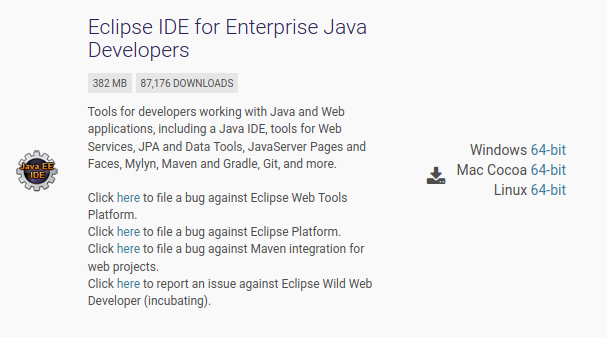 Eclipse IDE for Enterprise Java
Developers
382 MB 87,176 DOWNLOADS
Tools for developers working with Java and Web
applications, including a Java IDE, tools for Web
Services, JPA and Data Tools, JavaServer Pages and
Faces, Mylyn, Maven and Gradle, Git, and more.
Java EE
IDE
Click here to file a bug against Eclipse Web Tools
Platform.
Click here to file a bug against Eclipse Platform.
Click here to file a bug against Maven integration for
web projects.
Click here to report an issue against Eclipse Wild Web
Developer (incubating).
Windows 64-bit
Mac Cocoa 64-bit
Linux 64-bit